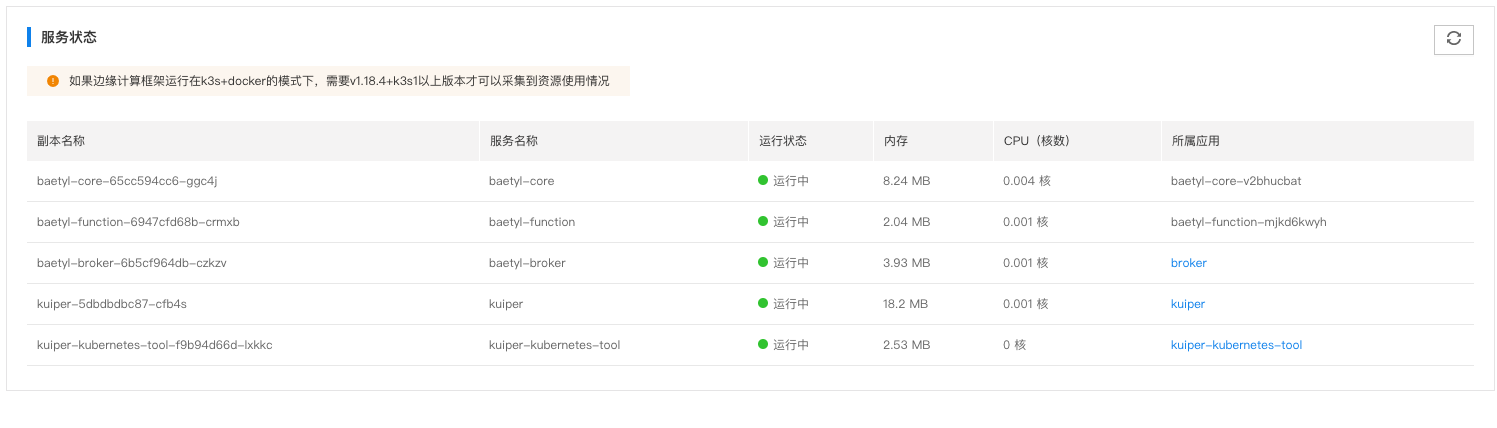 服务状态
如果边缘计算框架运行在k3s+docker的模式下，需要v1.18.4+k3s1以上版本才可以采集到资源使用情况
副本名称 服务名称 运行状态 内存 CPU（核数） 所属应用
baetyl-core-65cc594cc6-ggc4j baetyl-core 运行中 8.24 MB 0.004 核 baetyl-core-v2bhucbat
baetyl-function-6947cfd68b-crmxb baetyl-function 运行中 2.04 MB 0.001 核 baetyl-function-mjkd6kwyh
baetyl-broker-6b5cf964db-czkzv baetyl-broker 运行中 3.93 MB 0.001 核 broker
kuiper-5dbdbdbc87-cfb4s kuiper 运行中 18.2 MB 0.001 核 kuiper
kuiper-kubernetes-tool-f9b94d66d-lxkkc kuiper-kubernetes-tool 运行中 2.53 MB 0 核 kuiper-kubernetes-tool